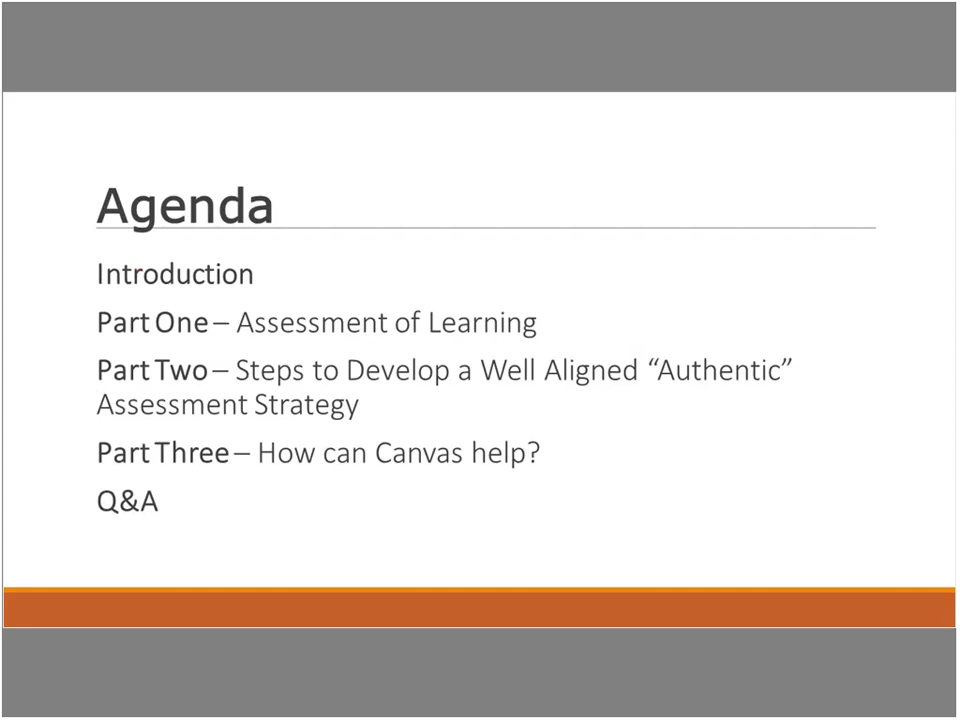 Agenda
Introduction
Part One – Assessment of Learning
Part Two – Steps to Develop a Well Aligned “Authentic”
Assessment Strategy
Part Three – How can Canvas help?
Q&A